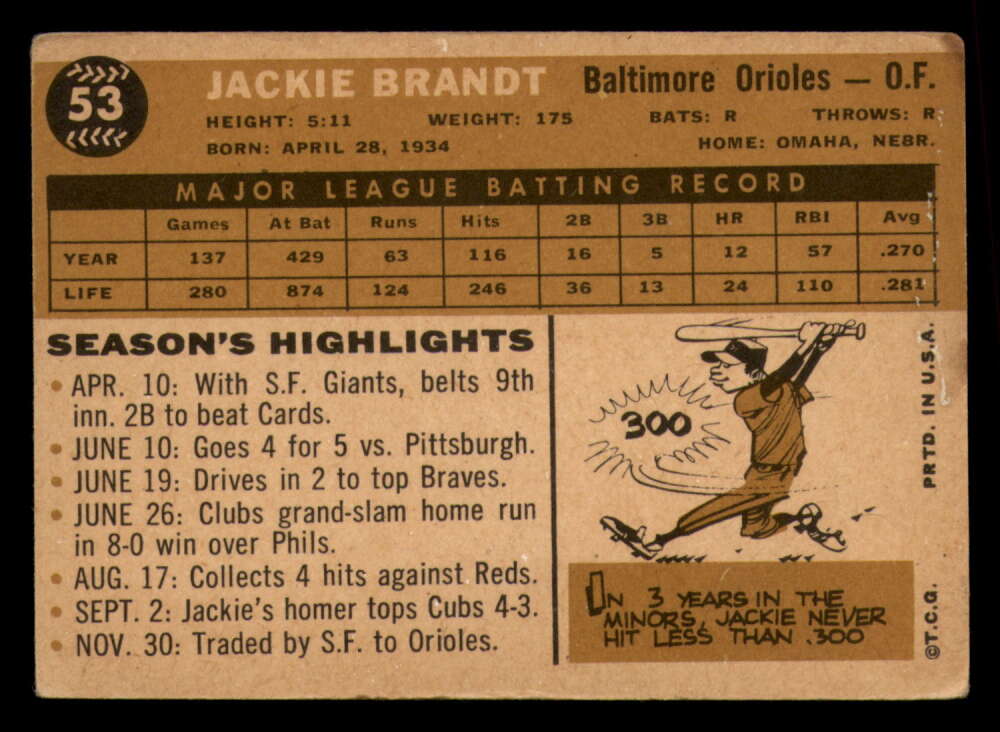 53
JACKIE BRANDT Baltimore Orioles — O.F.
HEIGHT: 5:11 WEIGHT: 175 BATS: R THROWS: R
BORN: APRIL 28, 1934 HOME: OMAHA, NEBR.
MAJOR LEAGUE BATTING RECORD
Games At Bat Runs Hits 2B 3B HR RBI Avg
YEAR 137 429 63 116 16 5 12 57 .270
LIFE 280 874 124 246 36 13 24 110 .281
SEASON'S HIGHLIGHTS
• APR. 10: With S.F. Giants, belts 9th
inn. 2B to beat Cards.
• JUNE 10: Goes 4 for 5 vs. Pittsburgh.
• JUNE 19: Drives in 2 to top Braves.
• JUNE 26: Clubs grand-slam home run
in 8-0 win over Phils.
• AUG. 17: Collects 4 hits against Reds.
• SEPT. 2: Jackie's homer tops Cubs 4-3.
• NOV. 30: Traded by S.F. to Orioles.
300
IN 3 YEARS IN THE
MINORS, JACKIE NEVER
HIT LESS THAN .300
©T.C.G. PRTD. IN U.S.A.